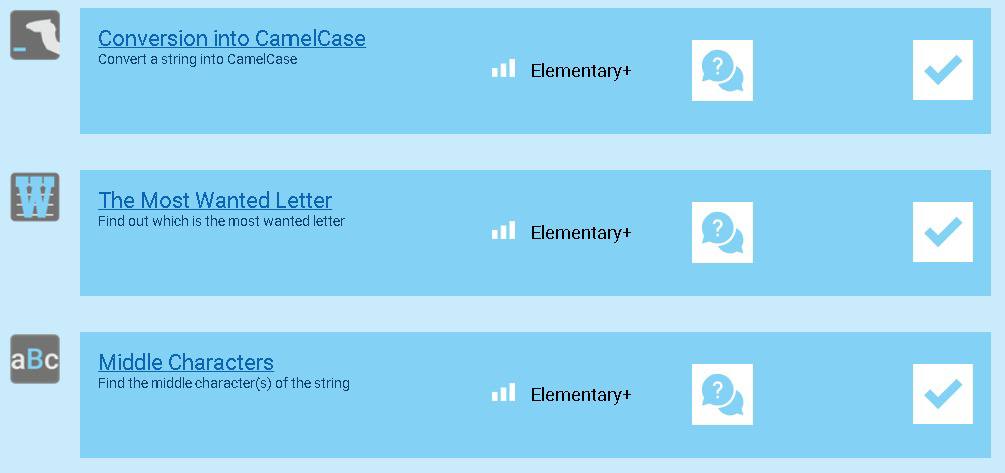 Conversion into CamelCase
Convert a string into CamelCase
Elementary+
?
W
The Most Wanted Letter
Find out which is the most wanted letter
Elementary+
?
aBc
Middle Characters
Find the middle character(s) of the string
Elementary+
?